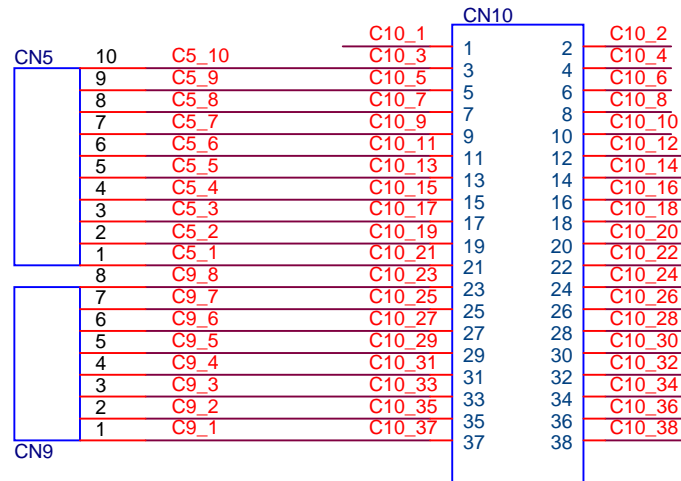 CN10
C10_1 1 2 C10_2
CN5 10 C5_10 C10_3 3 4 C10_4
9 C5_9 C10_5 5 6 C10_6
8 C5_8 C10_7 7 8 C10_8
7 C5_7 C10_9 9 10 C10_10
6 C5_6 C10_11 11 12 C10_12
5 C5_5 C10_13 13 14 C10_14
4 C5_4 C10_15 15 16 C10_16
3 C5_3 C10_17 17 18 C10_18
2 C5_2 C10_19 19 20 C10_20
1 C5_1 C10_21 21 22 C10_22
8 C9_8 C10_23 23 24 C10_24
7 C9_7 C10_25 25 26 C10_26
6 C9_6 C10_27 27 28 C10_28
5 C9_5 C10_29 29 30 C10_30
4 C9_4 C10_31 31 32 C10_32
3 C9_3 C10_33 33 34 C10_34
2 C9_2 C10_35 35 36 C10_36
1 C9_1 C10_37 37 38 C10_38
CN9